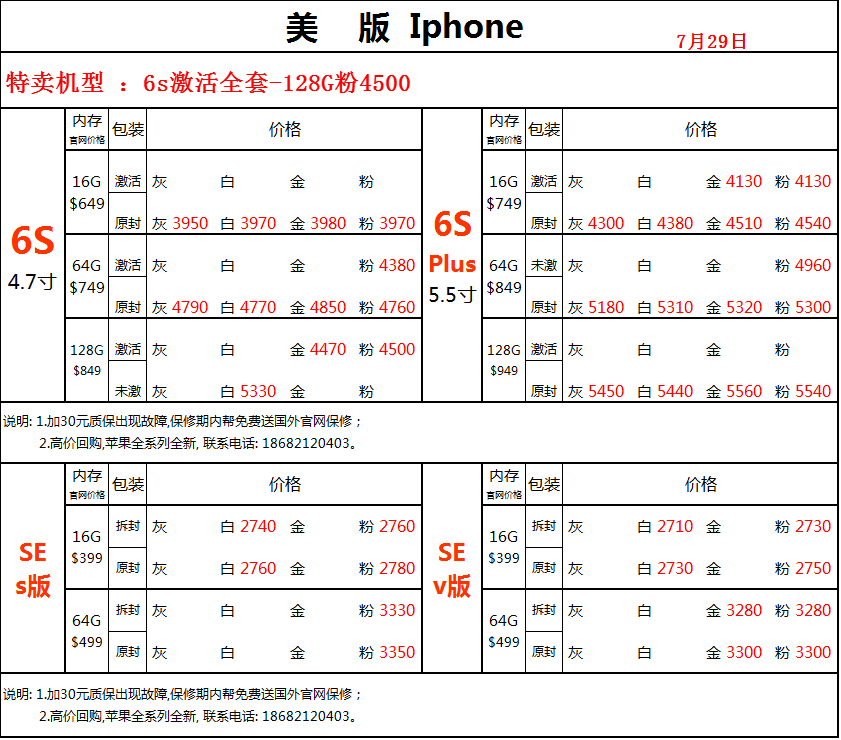 美 版 Iphone
7月29日
特卖机型 ：6s激活全套-128G粉4500
内存 官网价格 包装 价格
6S
4.7寸
16G
$649
激活 灰 白 金 粉
原封 灰 3950 白 3970 金 3980 粉 3970
64G
$749
激活 灰 白 金 粉 4380
原封 灰 4790 白 4770 金 4850 粉 4760
128G
$849
激活 灰 白 金 4470 粉 4500
未激 灰 白 5330 金 粉
内存 官网价格 包装 价格
6S
Plus
5.5寸
16G
$749
激活 灰 白 金 4130 粉 4130
原封 灰 4300 白 4380 金 4510 粉 4540
64G
$849
未激 灰 白 金 粉 4960
原封 灰 5180 白 5310 金 5320 粉 5300
128G
$949
激活 灰 白 金 粉
原封 灰 5450 白 5440 金 5560 粉 5540
说明: 1.加30元质保出现故障,保修期内帮免费送国外官网保修；
2.高价回购,苹果全系列全新, 联系电话: 18682120403。
内存 官网价格 包装 价格
SE
s版
16G
$399
拆封 灰 白 2740 金 粉 2760
原封 灰 白 2760 金 粉 2780
64G
$499
拆封 灰 白 金 粉 3330
原封 灰 白 金 粉 3350
内存 官网价格 包装 价格
SE
v版
16G
$399
拆封 灰 白 2710 金 粉 2730
原封 灰 白 2730 金 粉 2750
64G
$499
拆封 灰 白 金 3280 粉 3280
原封 灰 白 金 3300 粉 3300
说明: 1.加30元质保出现故障,保修期内帮免费送国外官网保修；
2.高价回购,苹果全系列全新, 联系电话: 18682120403。